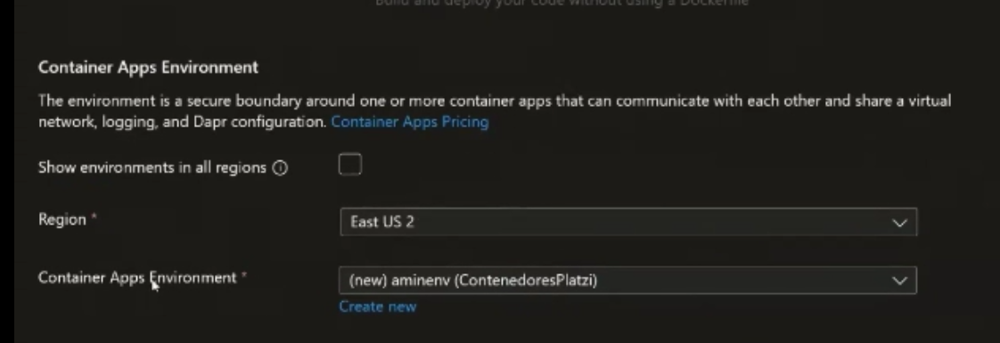 Build and deploy your code without using a Dockerfile
Container Apps Environment
The environment is a secure boundary around one or more container apps that can communicate with each other and share a virtual
network, logging, and Dapr configuration. Container Apps Pricing
Show environments in all regions
Region *
East US 2
Container Apps Environment *
(new) aminenv (ContenedoresPlatzi)
Create new